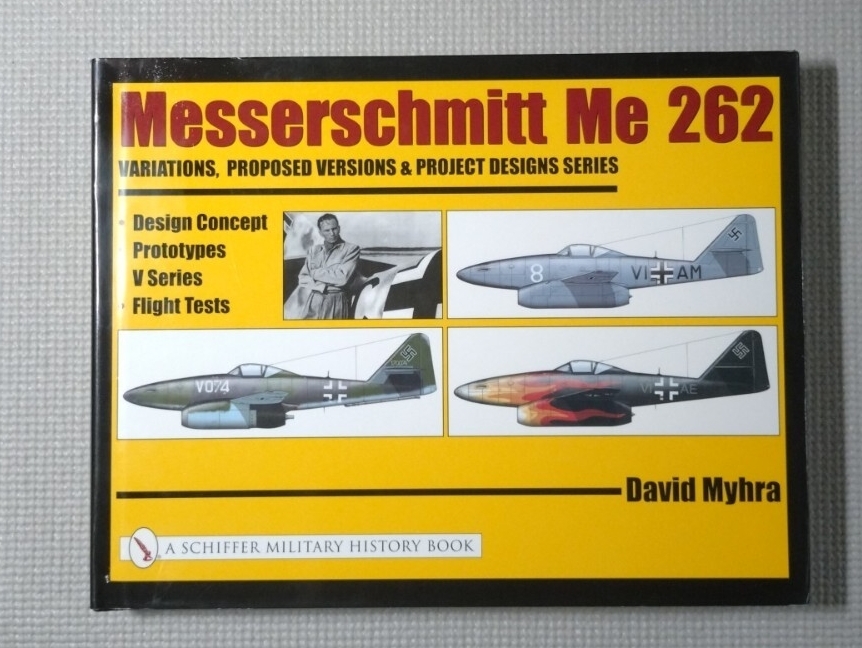 Messerschmitt Me 262
VARIATIONS, PROPOSED VERSIONS & PROJECT DESIGNS SERIES
· Design Concept
Prototypes
V Series
· Flight Tests
8
VI AM
V074
VI AE
David Myhra
A SCHIFFER MILITARY HISTORY BOOK